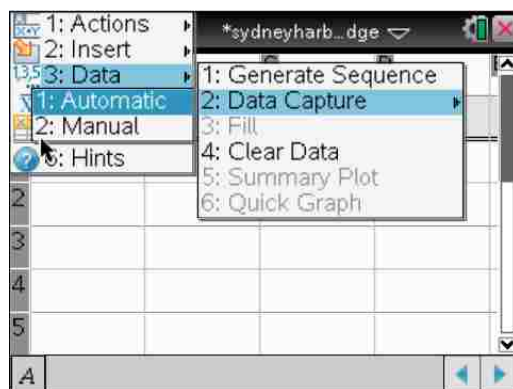 1: Actions
*sydneyharb...dge
2: Insert
3: Data
1: Generate Sequence
1: Automatic
2: Data Capture
2: Manual
3: Fill
4: Clear Data
6: Hints
5: Summary Plot
6: Quick Graph
2
3
4
5
A